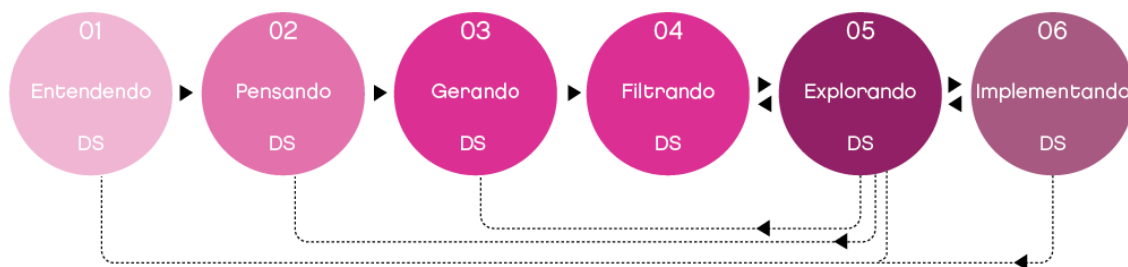 01
Entendendo
DS
02
Pensando
DS
03
Gerando
DS
04
Filtrando
DS
05
Explorando
DS
06
Implementando
DS